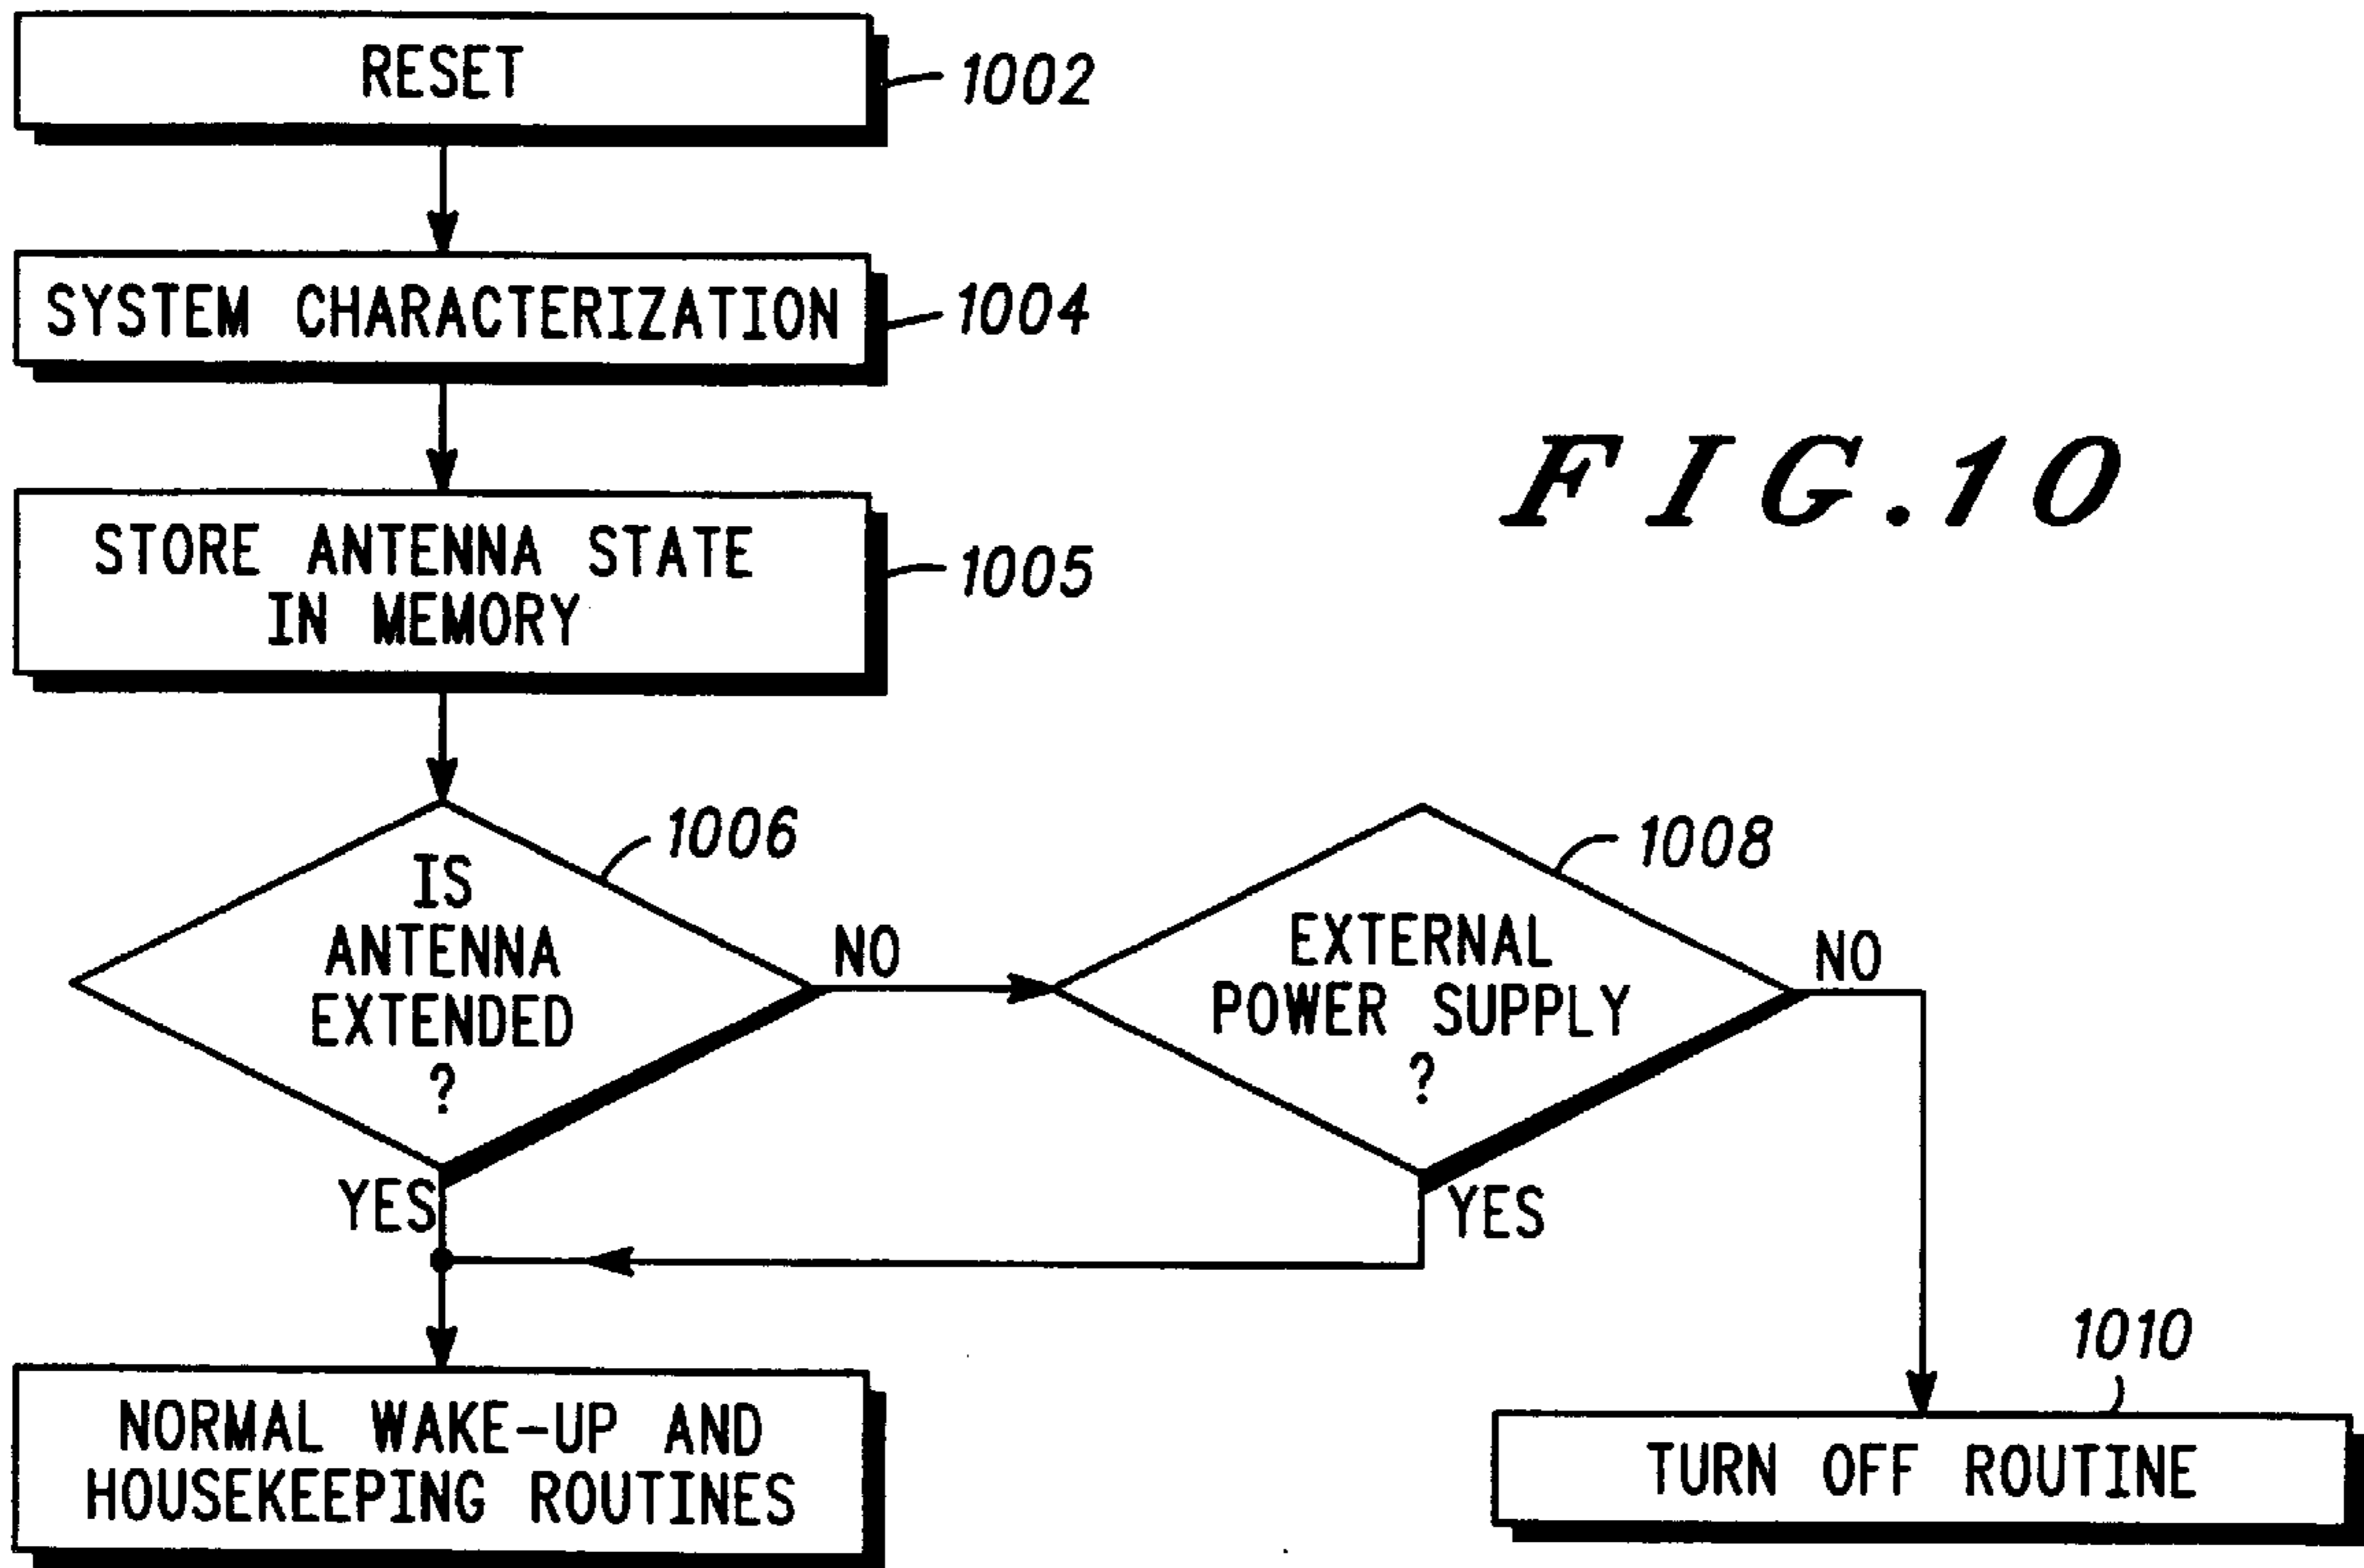 RESET
1002
SYSTEM CHARACTERIZATION
1004
STORE ANTENNA STATE
IN MEMORY
1005
FIG.10
IS
ANTENNA
EXTENDED
?
1006
NO
YES
EXTERNAL
POWER SUPPLY
?
1008
NO
YES
NORMAL WAKE-UP AND
HOUSEKEEPING ROUTINES
1010
TURN OFF ROUTINE